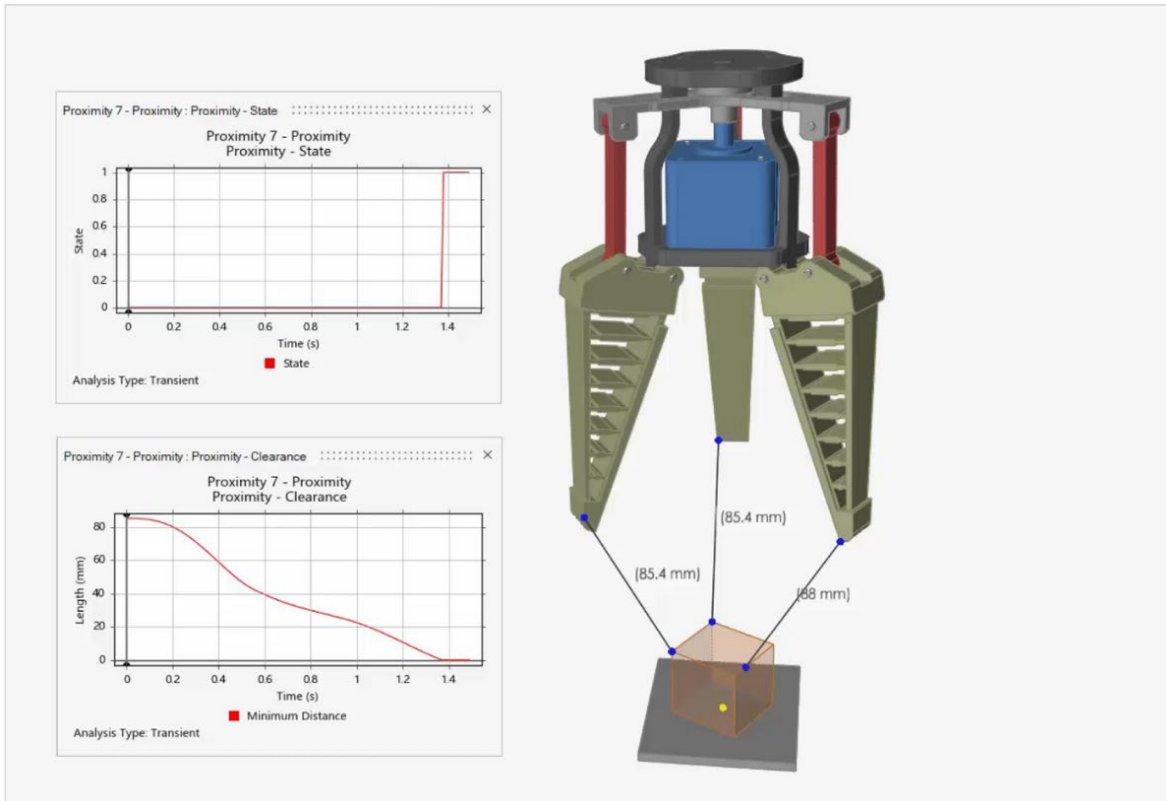 Proximity 7 - Proximity : Proximity - State
Proximity 7 - Proximity
Proximity - State
1
0.8
0.6
0.4
0.2
0
State
0 0.2 0.4 0.6 0.8 1 1.2 1.4
Time (s)
State
Analysis Type: Transient
Proximity 7 - Proximity : Proximity - Clearance
Proximity 7 - Proximity
Proximity - Clearance
80
60
40
20
0
Length (mm)
0 0.2 0.4 0.6 0.8 1 1.2 1.4
Time (s)
Minimum Distance
Analysis Type: Transient
(85.4 mm)
(85.4 mm)
(88 mm)